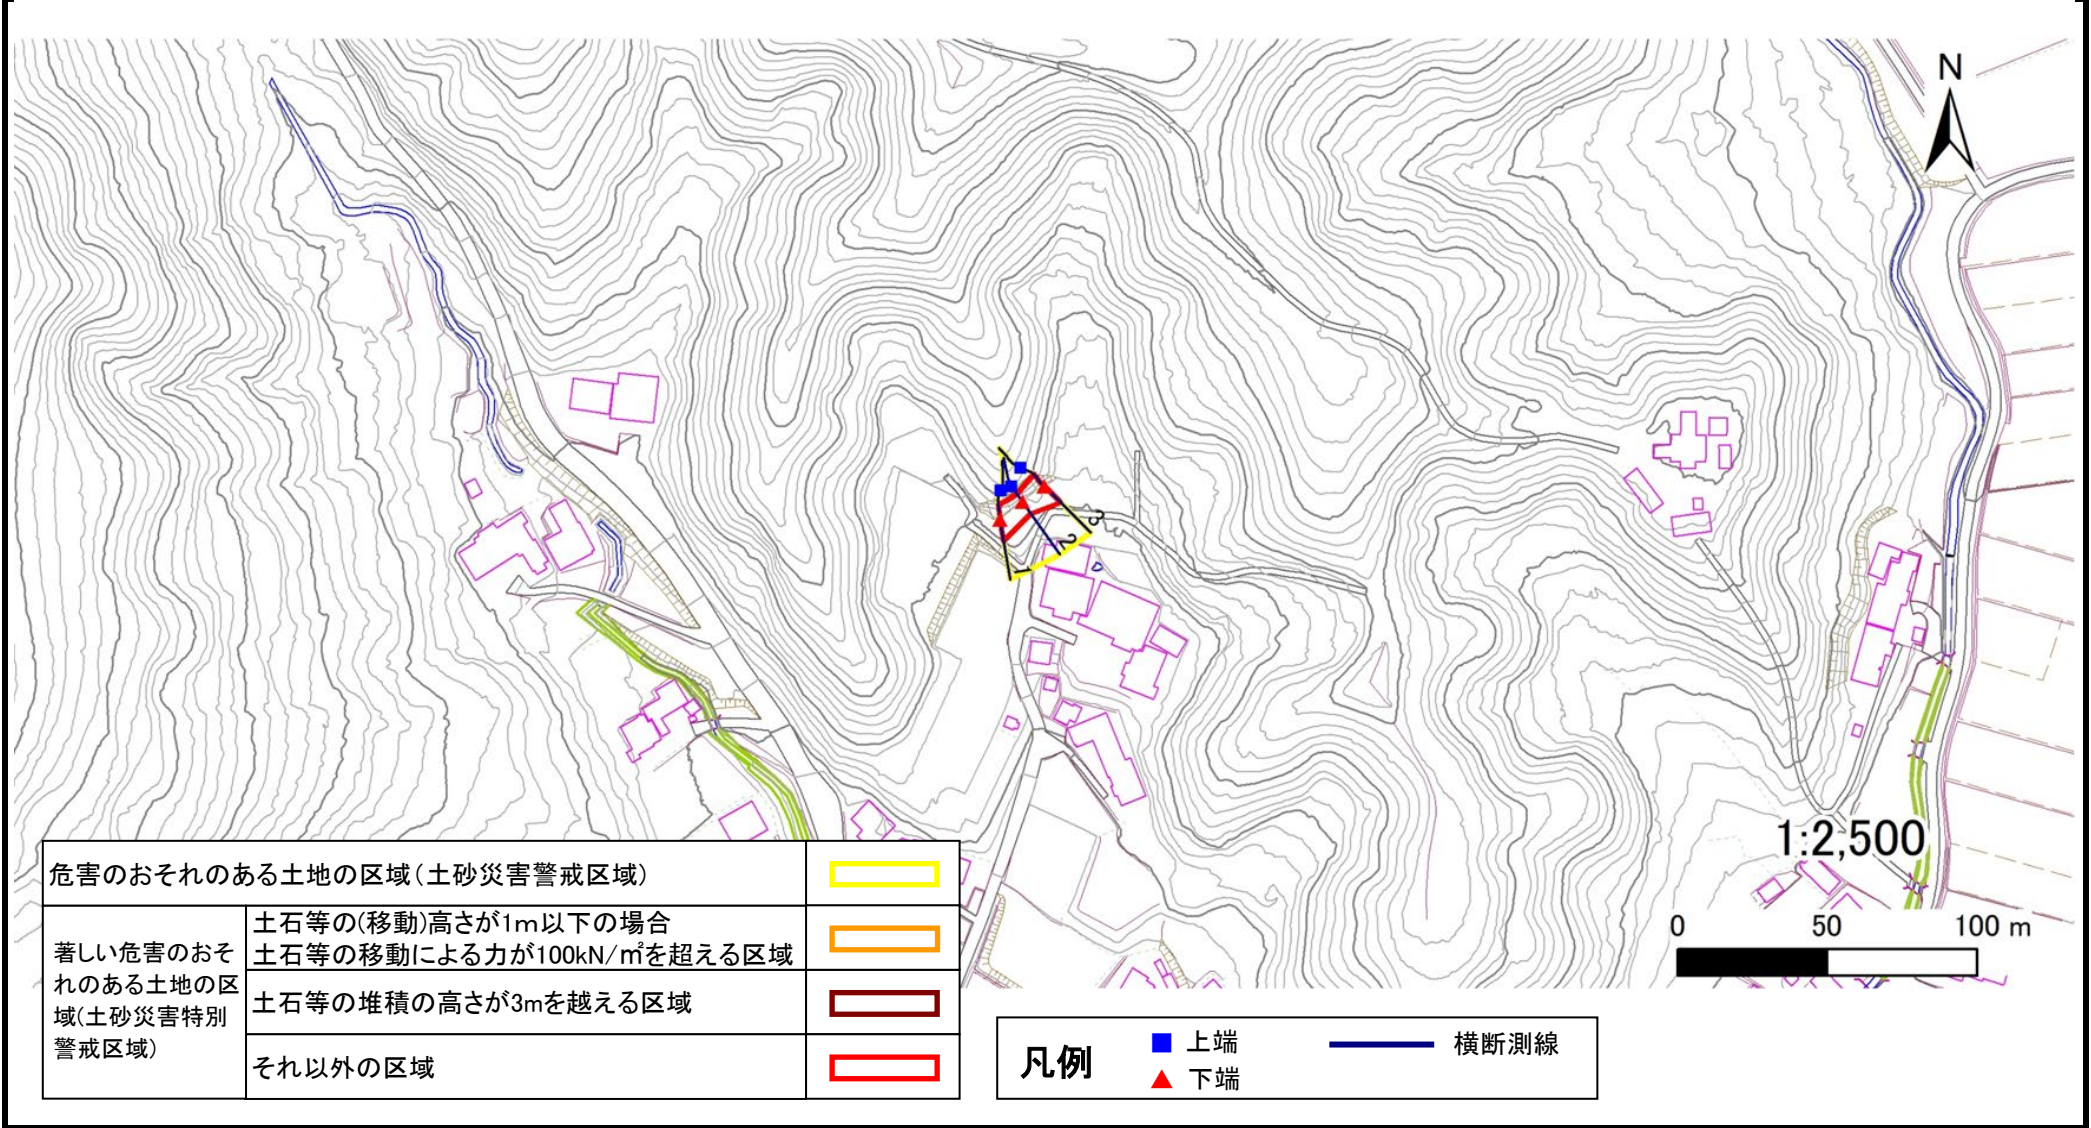 N
3
2
1
1:2,500
0 50 100 m
危害のおそれのある土地の区域(土砂災害警戒区域)
著しい危害のおそ
れのある土地の区
域(土砂災害特別
警戒区域)
土石等の(移動)高さが1m以下の場合
土石等の移動による力が100kN/㎡を超える区域
土石等の堆積の高さが3mを越える区域
それ以外の区域
凡例
上端
下端
横断測線